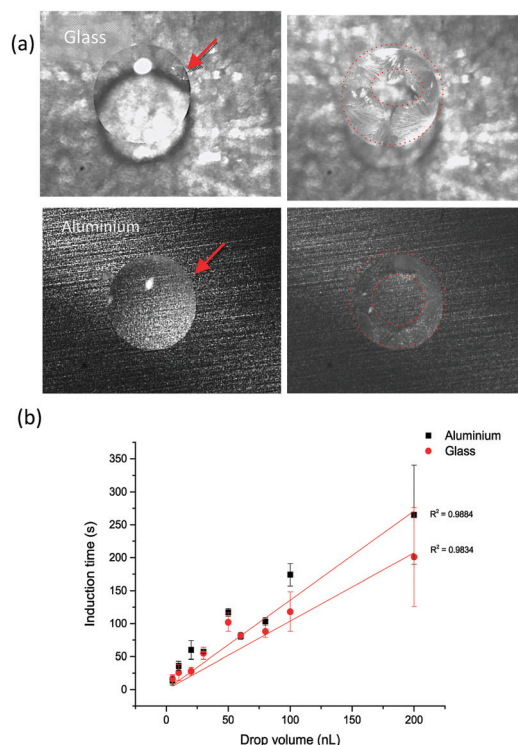 (a)
Glass
Aluminium
(b)
Aluminium
Glass
350
300
250
200
150
100
50
0
R² = 0.9884
R² = 0.9834
Induction time (s)
0
50
100
150
200
Drop volume (nL)